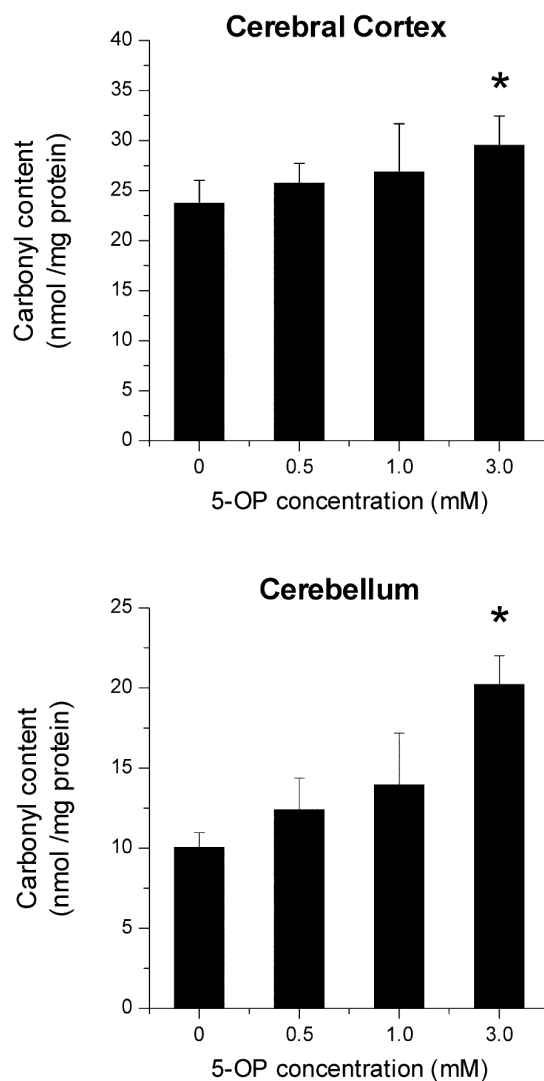 Cerebral Cortex
*
40
35
30
25
20
15
10
5
0
Carbonyl content
(nmol /mg protein)
0 0.5 1.0 3.0
5-OP concentration (mM)
Cerebellum
*
25
20
15
10
5
0
Carbonyl content
(nmol /mg protein)
0 0.5 1.0 3.0
5-OP concentration (mM)